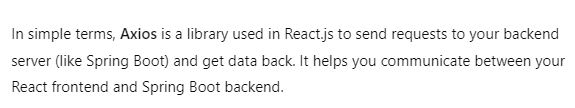 In simple terms, Axios is a library used in React.js to send requests to your backend
server (like Spring Boot) and get data back. It helps you communicate between your
React frontend and Spring Boot backend.